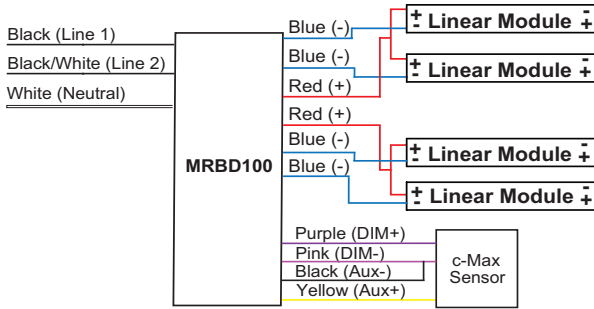 Black (Line 1)
Black/White (Line 2)
White (Neutral)
MRBD100
Blue (-)
Blue (-)
Red (+)
Red (+)
Blue (-)
Blue (-)
+ - Linear Module - +
+ - Linear Module - +
+ - Linear Module - +
+ - Linear Module - +
Purple (DIM+)
Pink (DIM-)
Black (Aux-)
Yellow (Aux+)
c-Max
Sensor